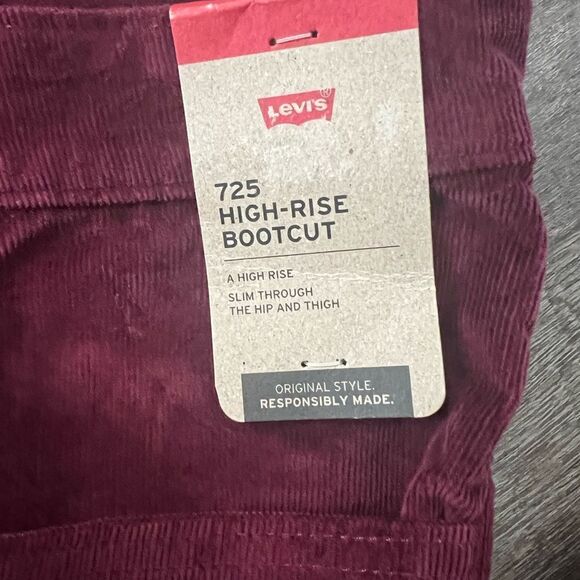 Levi's®
725
HIGH-RISE
BOOTCUT
A HIGH RISE
SLIM THROUGH
THE HIP AND THIGH
ORIGINAL STYLE.
RESPONSIBLY MADE.